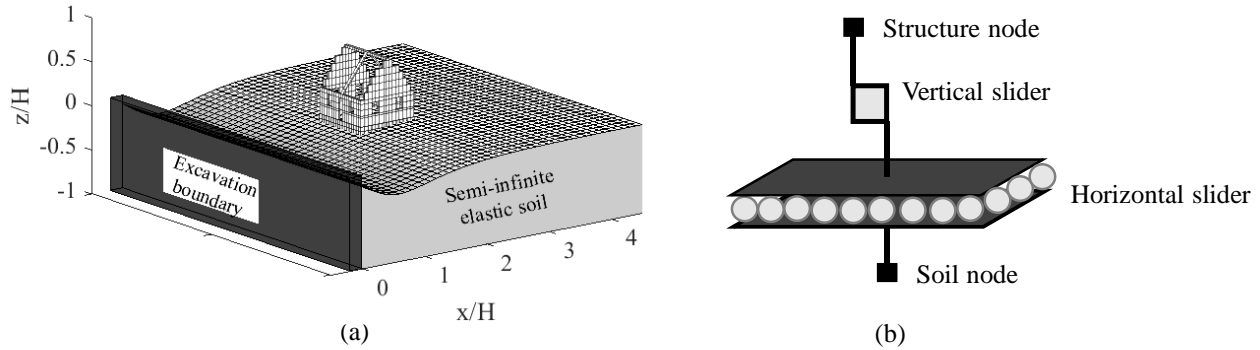 1
0.5
0
-0.5
-1
z/H
Excavation
boundary
Semi-infinite
elastic soil
0
1
2
3
4
x/H
(a)
Structure node
Vertical slider
Horizontal slider
Soil node
(b)